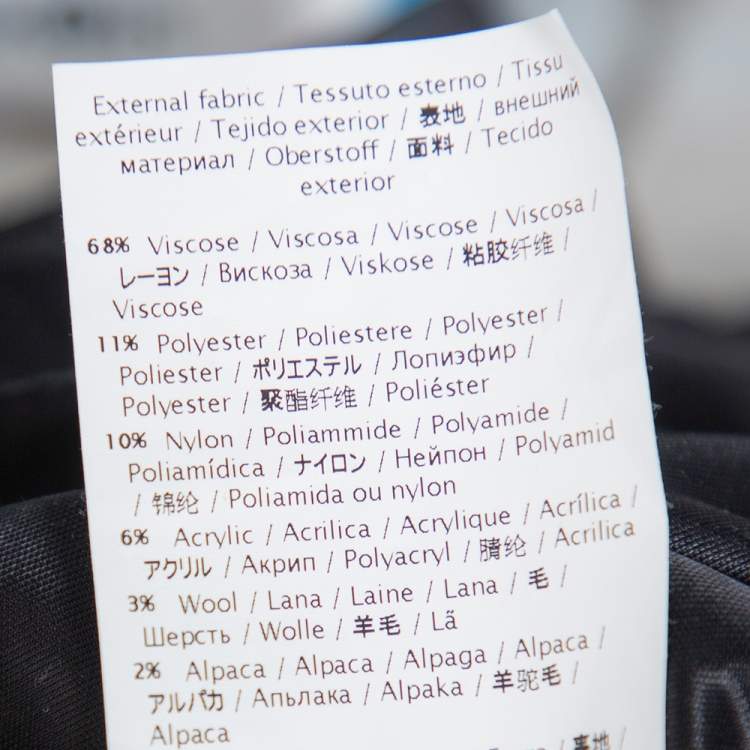 External fabric / Tessuto esterno / Tissu
extérieur / Tejido exterior / 表地 / внешний
материал / Oberstoff / 面料 / Tecido
exterior
68% Viscose / Viscosa / Viscose / Viscosa /
レーヨン / Вискоза / Viskose / 粘胶纤维 /
Viscose
11% Polyester / Poliestere / Polyester /
Poliester / ポリエステル / Лопиэфир /
Polyester / 聚酯纤维 / Poliéster
10% Nylon / Poliammide / Polyamide /
Poliamídica / ナイロン / Нейпон / Polyamid
/ 锦纶 / Poliamida ou nylon
6% Acrylic / Acrilica / Acrylique / Acrílica /
アクリル / Акрип / Polyacryl / 腈纶 / Acrilica
3% Wool / Lana / Laine / Lana / 毛 /
Шерсть / Wolle / 羊毛 / Lã
2% Alpaca / Alpaca / Alpaga / Alpaca /
アルパカ / Апьлака / Alpaka / 羊驼毛 /
Alpaca
/ 表地 /